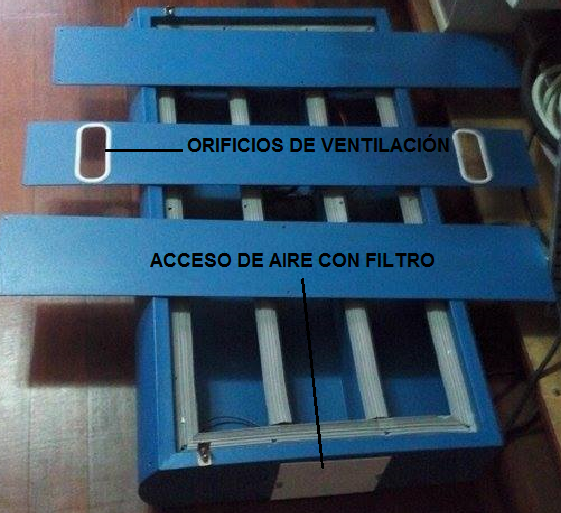 ORIFICIOS DE VENTILACIÓN
ACCESO DE AIRE CON FILTRO